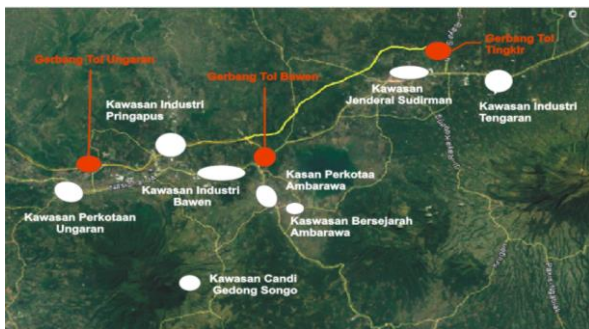 Gerbang Tol Ungaran
Gerbang Tol Bawen
Gerbang Tol
Tingkir
Kawasan Industri
Pringapus
Kawasan
Jenderal Sudirman
Kawasan Industri
Tengaran
Kawasan Perkotaan
Ungaran
Kawasan Industri
Bawen
Kasan Perkotaa
Ambarawa
Kaswasan Bersejarah
Ambarawa
Kawasan Candi
Gedong Songo